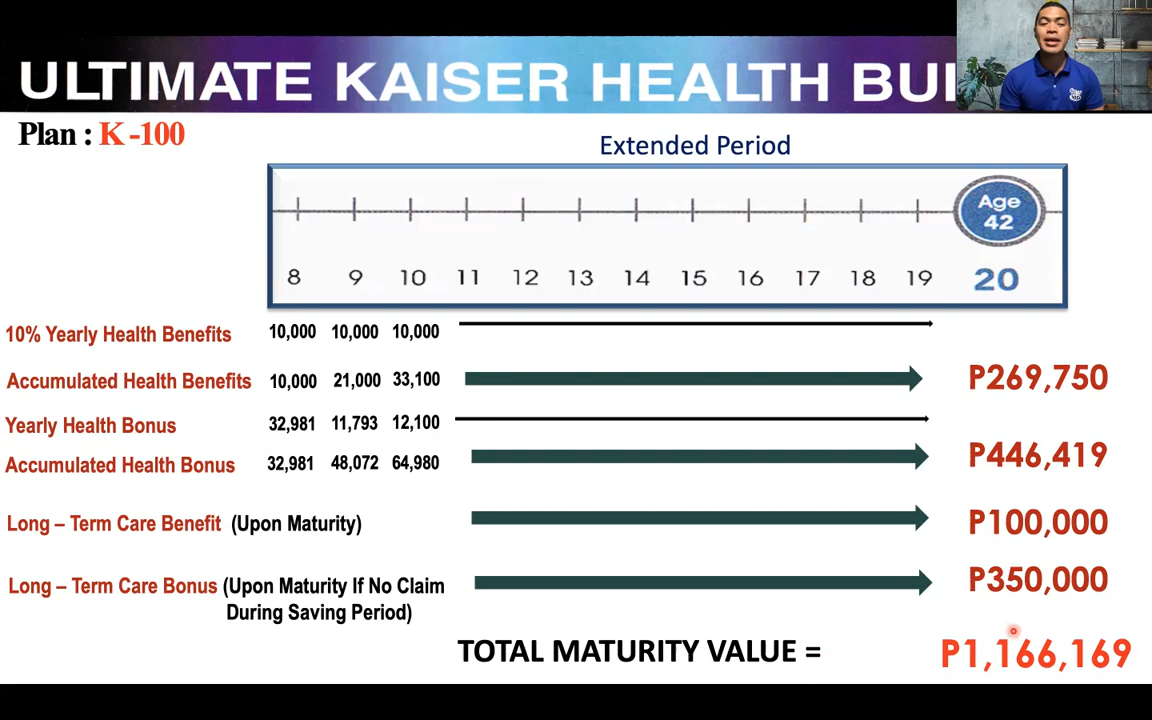 ULTIMATE KAISER HEALTH BUI
Plan : K -100
Extended Period
Age
42
8 9 10 11 12 13 14 15 16 17 18 19 20
10% Yearly Health Benefits 10,000 10,000 10,000
Accumulated Health Benefits 10,000 21,000 33,100 P269,750
Yearly Health Bonus 32,981 11,793 12,100
Accumulated Health Bonus 32,981 48,072 64,980 P446,419
Long – Term Care Benefit (Upon Maturity) P100,000
Long – Term Care Bonus (Upon Maturity If No Claim P350,000
During Saving Period)
TOTAL MATURITY VALUE = P1,166,169